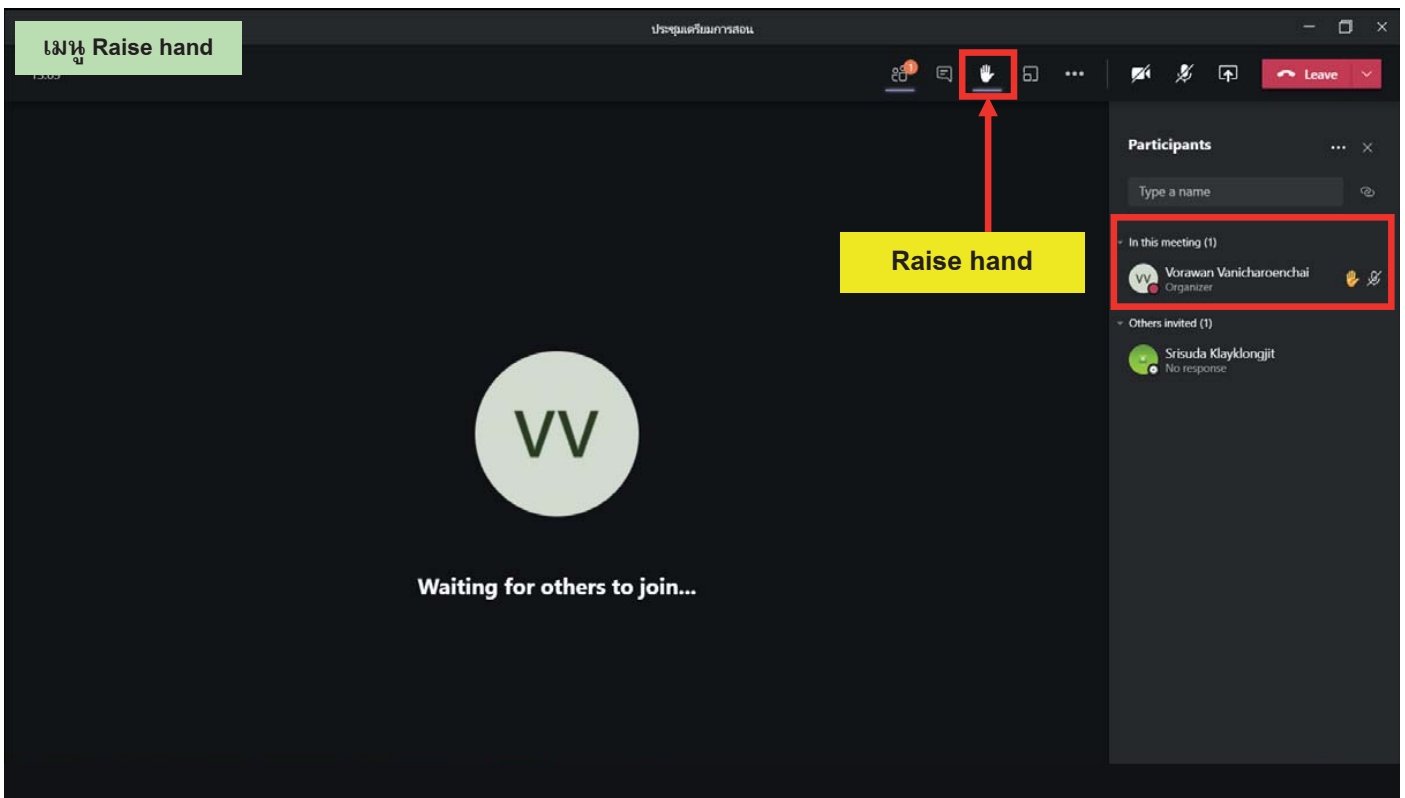 ประชุมเตรียมการสอน
เมนู Raise hand
1
Leave
Participants
Type a name
Raise hand
In this meeting (1)
VV
Vorawan Vanicharoenchai
Organizer
Others invited (1)
Srisuda Klayklongjit
No response
VV
Waiting for others to join...